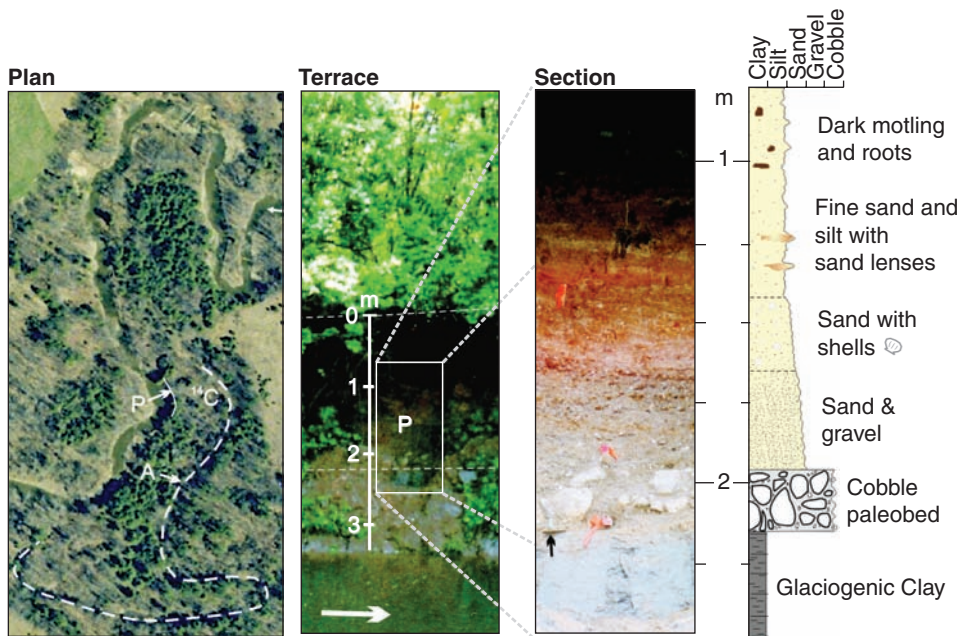 Plan
Terrace
Section
Clay
Silt
Sand
Gravel
Cobble
P
14C
A
m
0
1
2
3
P
m
1
2
Dark motling
and roots
Fine sand and
silt with
sand lenses
Sand with
shells
Sand &
gravel
Cobble
paleobed
Glaciogenic Clay